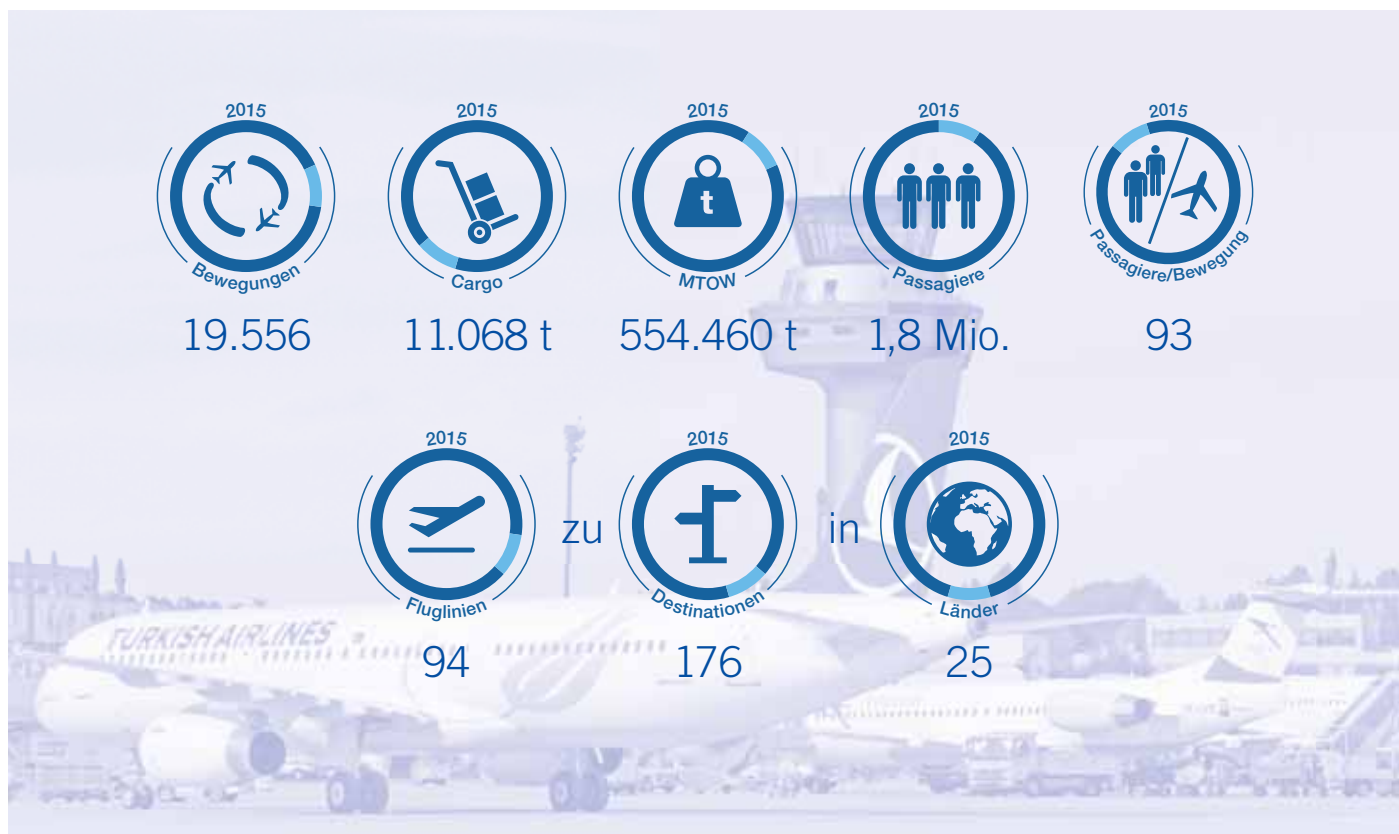 2015 2015 2015 2015 2015
t
Bewegungen Cargo MTOW Passagiere Passagiere/Bewegung
19.556 11.068 t 554.460 t 1,8 Mio. 93
2015 2015 2015
zu in
Fluglinien Destinationen Länder
94 176 25
TURKISH AIRLINES